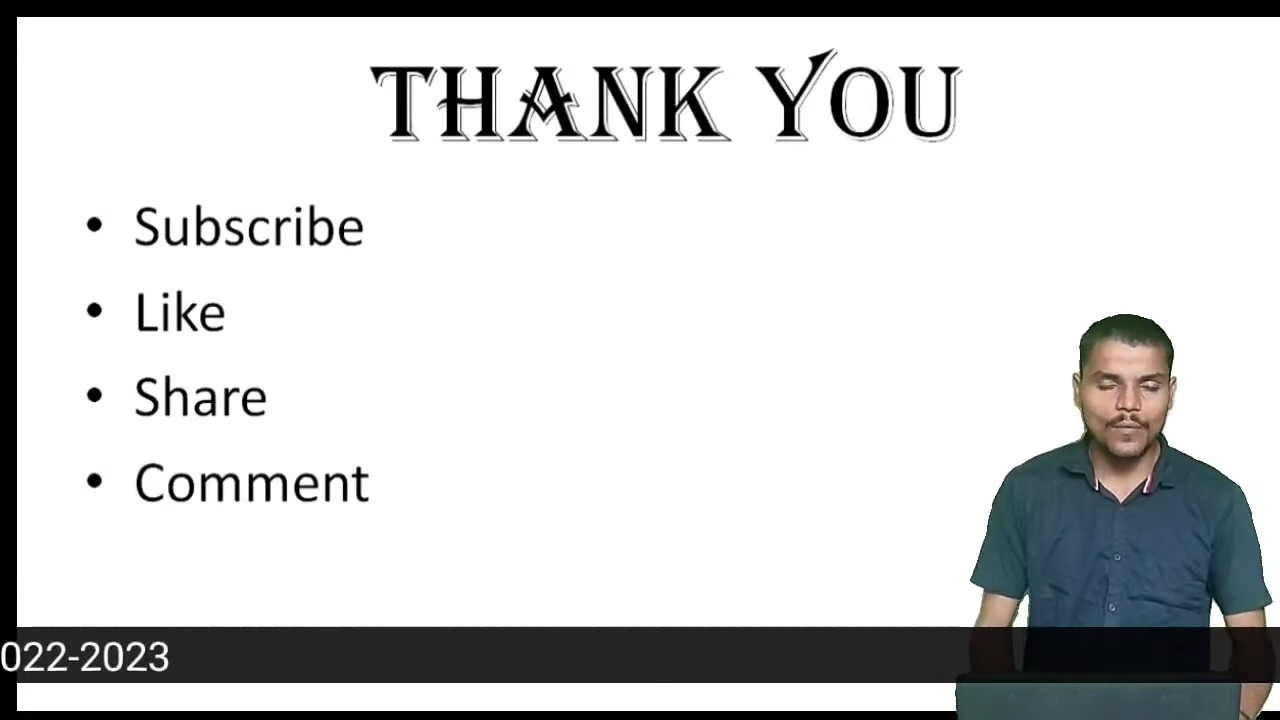 THANK YOU
• Subscribe
• Like
• Share
• Comment
022-2023